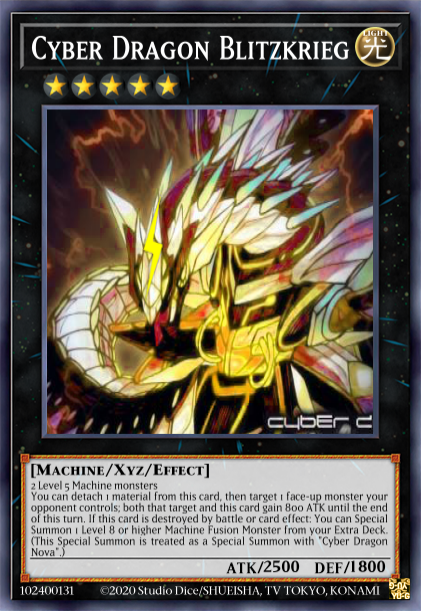 CYBER DRAGON BLITZKRIEG
LIGHT
光
cybEr d
[MACHINE/XYZ/EFFECT]
2 Level 5 Machine monsters
You can detach 1 material from this card, then target 1 face-up monster your
opponent controls; both that target and this card gain 800 ATK until the end
of this turn. If this card is destroyed by battle or card effect: You can Special
Summon 1 Level 8 or higher Machine Fusion Monster from your Extra Deck.
(This Special Summon is treated as a Special Summon with "Cyber Dragon
Nova".)
ATK/2500 DEF/1800
102400131 ©2020 Studio Dice/SHUEISHA, TV TOKYO, KONAMI